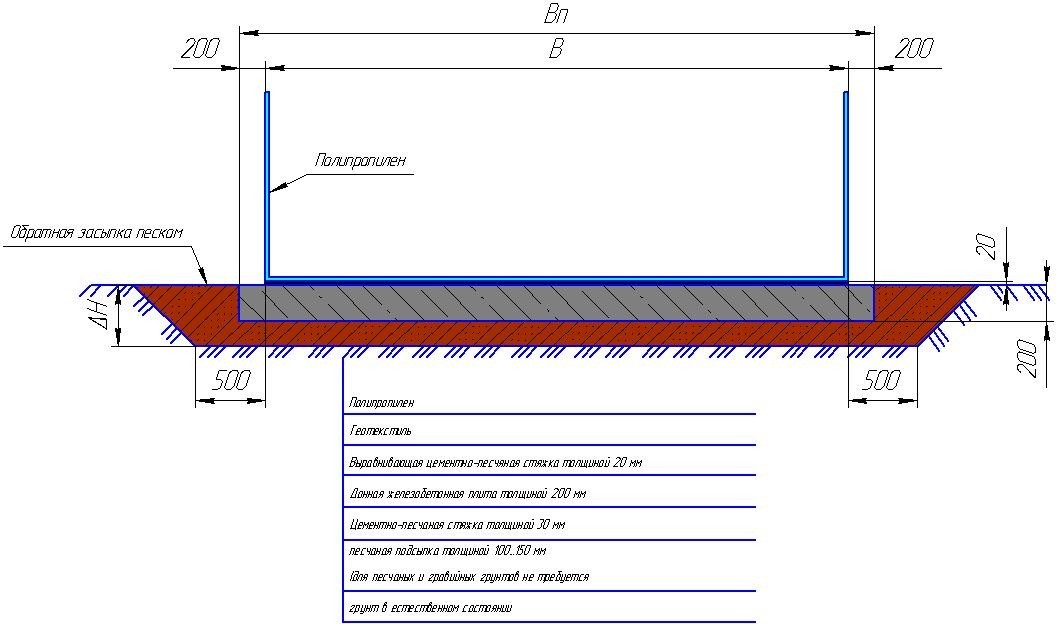 Вп
200
В
200
Полипропилен
Обратная засыпка песком
20
ΔН
200
500
500
Полипропилен
Геотекстиль
Выравнивающая цементно-песчаная стяжка толщиной 20 мм
Донная железобетонная плита толщиной 200 мм
Цементно-песчаная стяжка толщиной 30 мм
песчаная подсыпка толщиной 100..150 мм
(для песчаных и гравийных грунтов не требуется
грунт в естественном состоянии